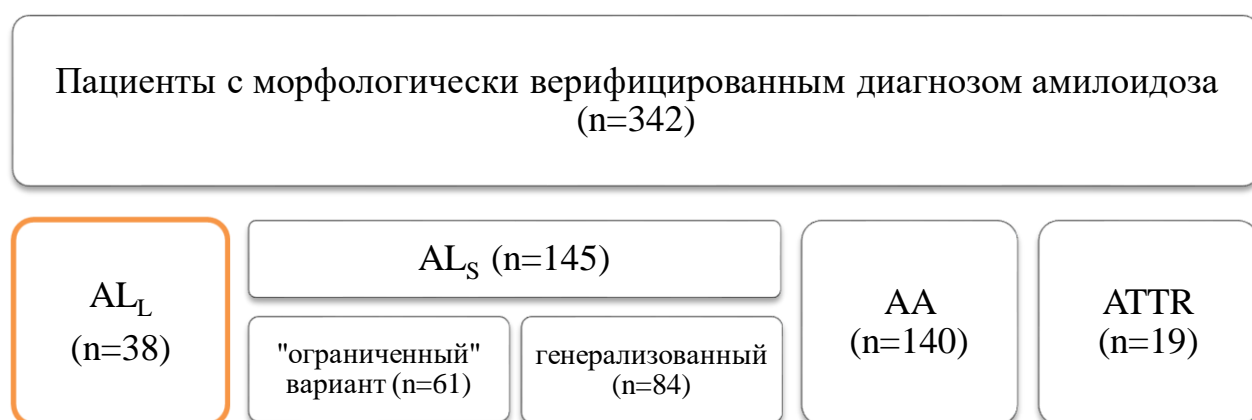 Пациенты с морфологически верифицированным диагнозом амилоидоза
(n=342)
AL_L
(n=38)
AL_S (n=145)
"ограниченный"
вариант (n=61)
генерализованный
(n=84)
AA
(n=140)
ATTR
(n=19)